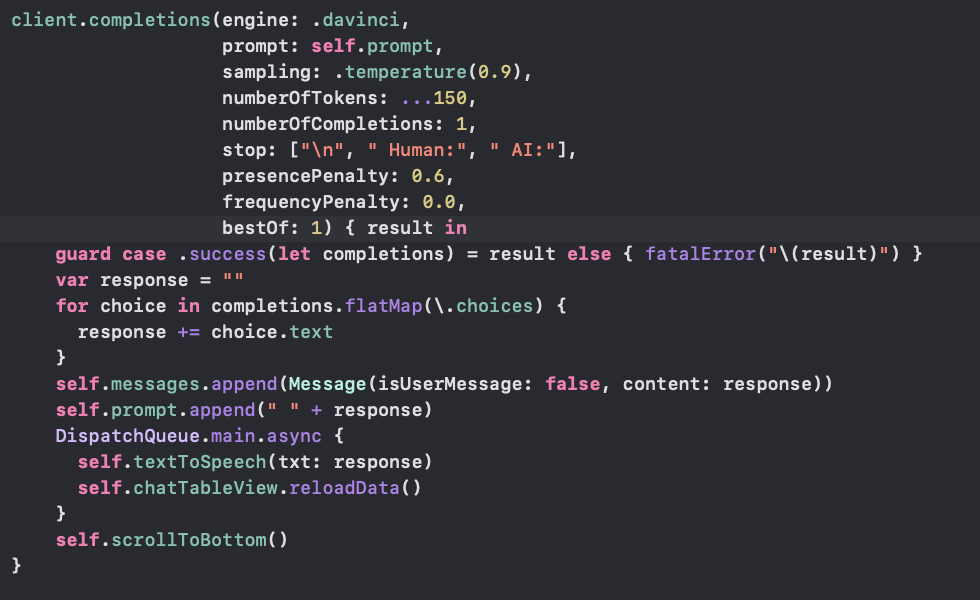 client.completions(engine: .davinci,
                   prompt: self.prompt,
                   sampling: .temperature(0.9),
                   numberOfTokens: ...150,
                   numberOfCompletions: 1,
                   stop: ["\n", " Human:", " AI:"],
                   presencePenalty: 0.6,
                   frequencyPenalty: 0.0,
                   bestOf: 1) { result in
    guard case .success(let completions) = result else { fatalError("\(result)") }
    var response = ""
    for choice in completions.flatMap(\.choices) {
      response += choice.text
    }
    self.messages.append(Message(isUserMessage: false, content: response))
    self.prompt.append(" " + response)
    DispatchQueue.main.async {
      self.textToSpeech(txt: response)
      self.chatTableView.reloadData()
    }
    self.scrollToBottom()
}